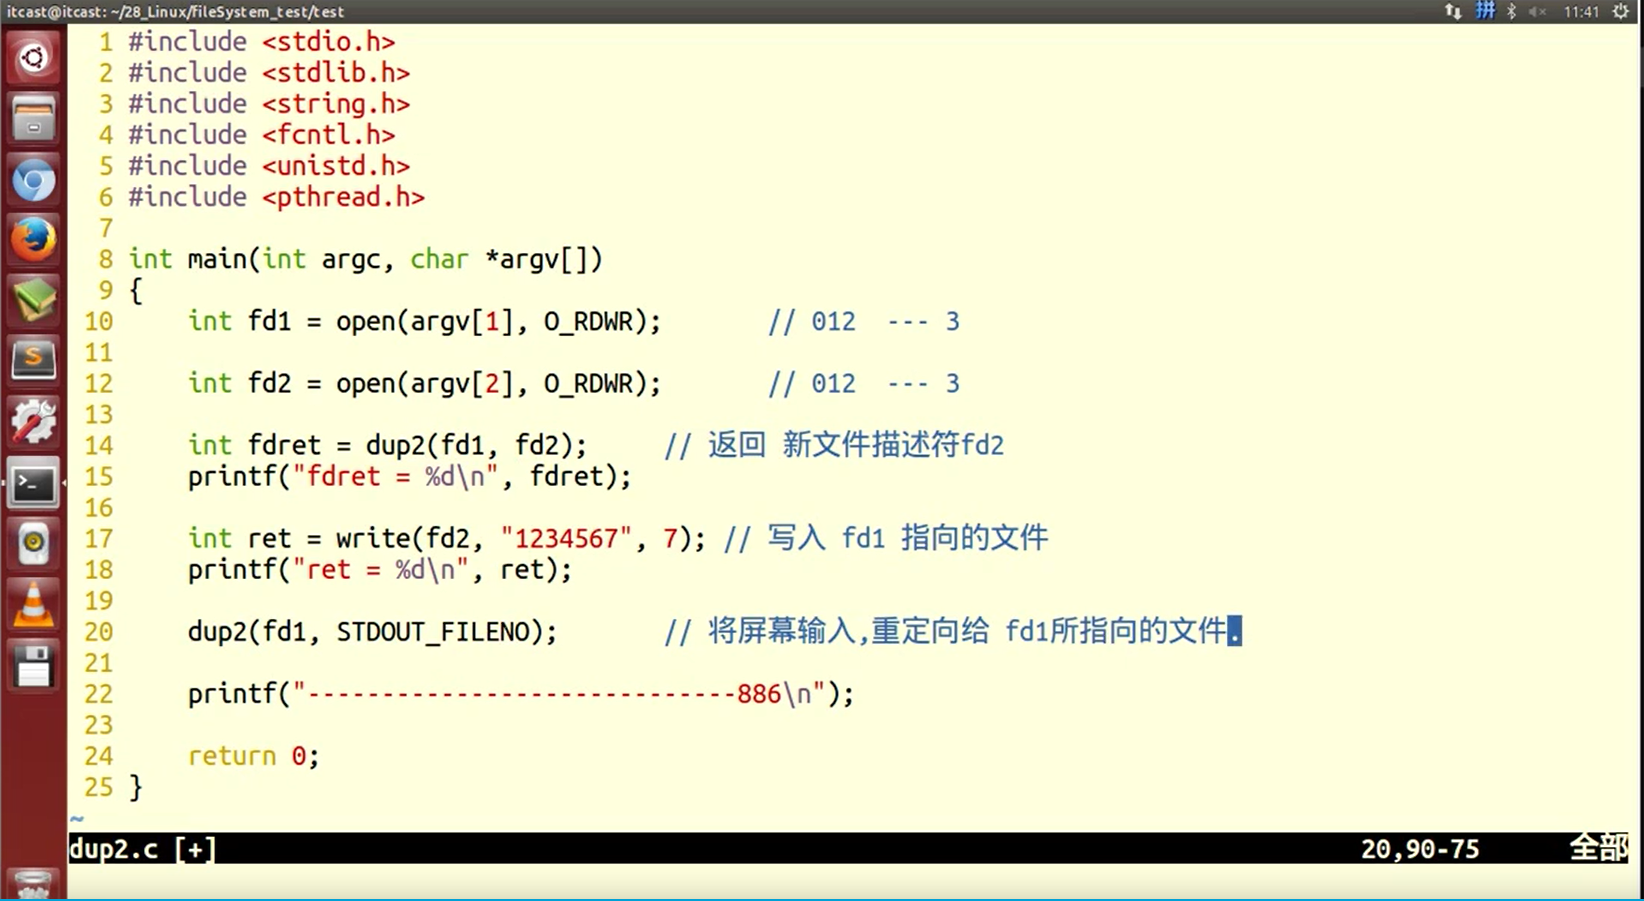 itcast@itcast: ~/28_Linux/fileSystem_test/test 11:41
1 #include <stdio.h>
2 #include <stdlib.h>
3 #include <string.h>
4 #include <fcntl.h>
5 #include <unistd.h>
6 #include <pthread.h>
7
8 int main(int argc, char *argv[])
9 {
10     int fd1 = open(argv[1], O_RDWR);       // 012  --- 3
11
12     int fd2 = open(argv[2], O_RDWR);       // 012  --- 3
13
14     int fdret = dup2(fd1, fd2);     // 返回 新文件描述符fd2
15     printf("fdret = %d\n", fdret);
16
17     int ret = write(fd2, "1234567", 7); // 写入 fd1 指向的文件
18     printf("ret = %d\n", ret);
19
20     dup2(fd1, STDOUT_FILENO);       // 将屏幕输入,重定向给 fd1所指向的文件.
21
22     printf("-----------------------------886\n");
23
24     return 0;
25 }
~
dup2.c [+] 20,90-75 全部